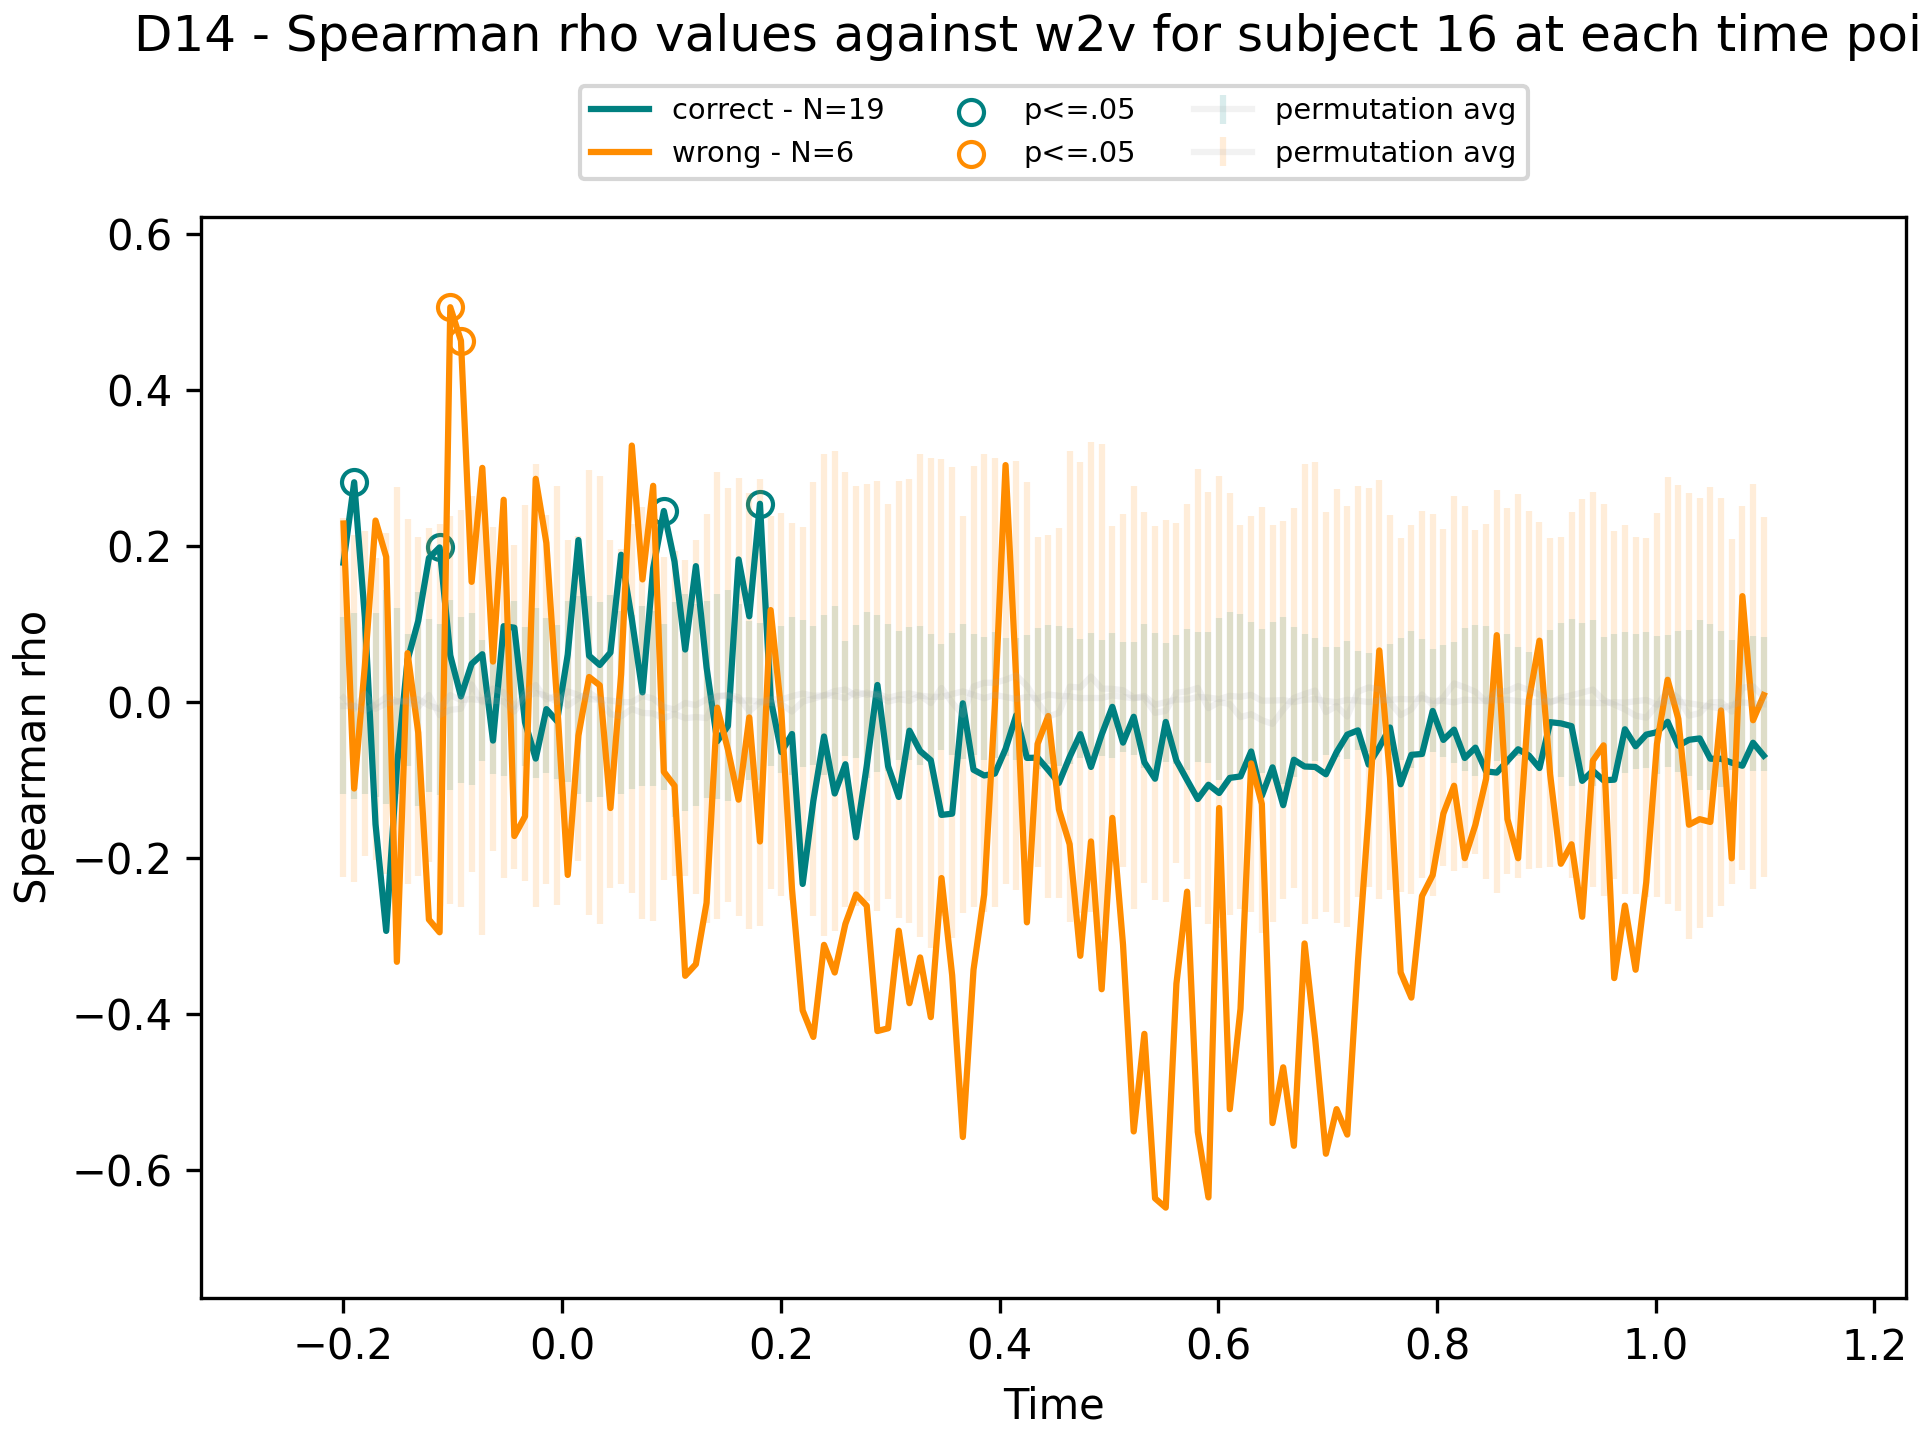 D14 - Spearman rho values against w2v for subject 16 at each time poi
correct - N=19 p<=.05 permutation avg
wrong - N=6 p<=.05 permutation avg
0.6
0.4
0.2
0.0
−0.2
−0.4
−0.6
Spearman rho
−0.2 0.0 0.2 0.4 0.6 0.8 1.0 1.2
Time